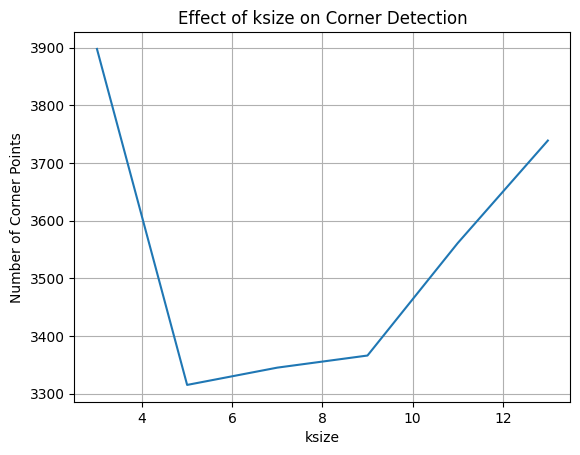 Effect of ksize on Corner Detection
Number of Corner Points
3900
3800
3700
3600
3500
3400
3300
4 6 8 10 12
ksize